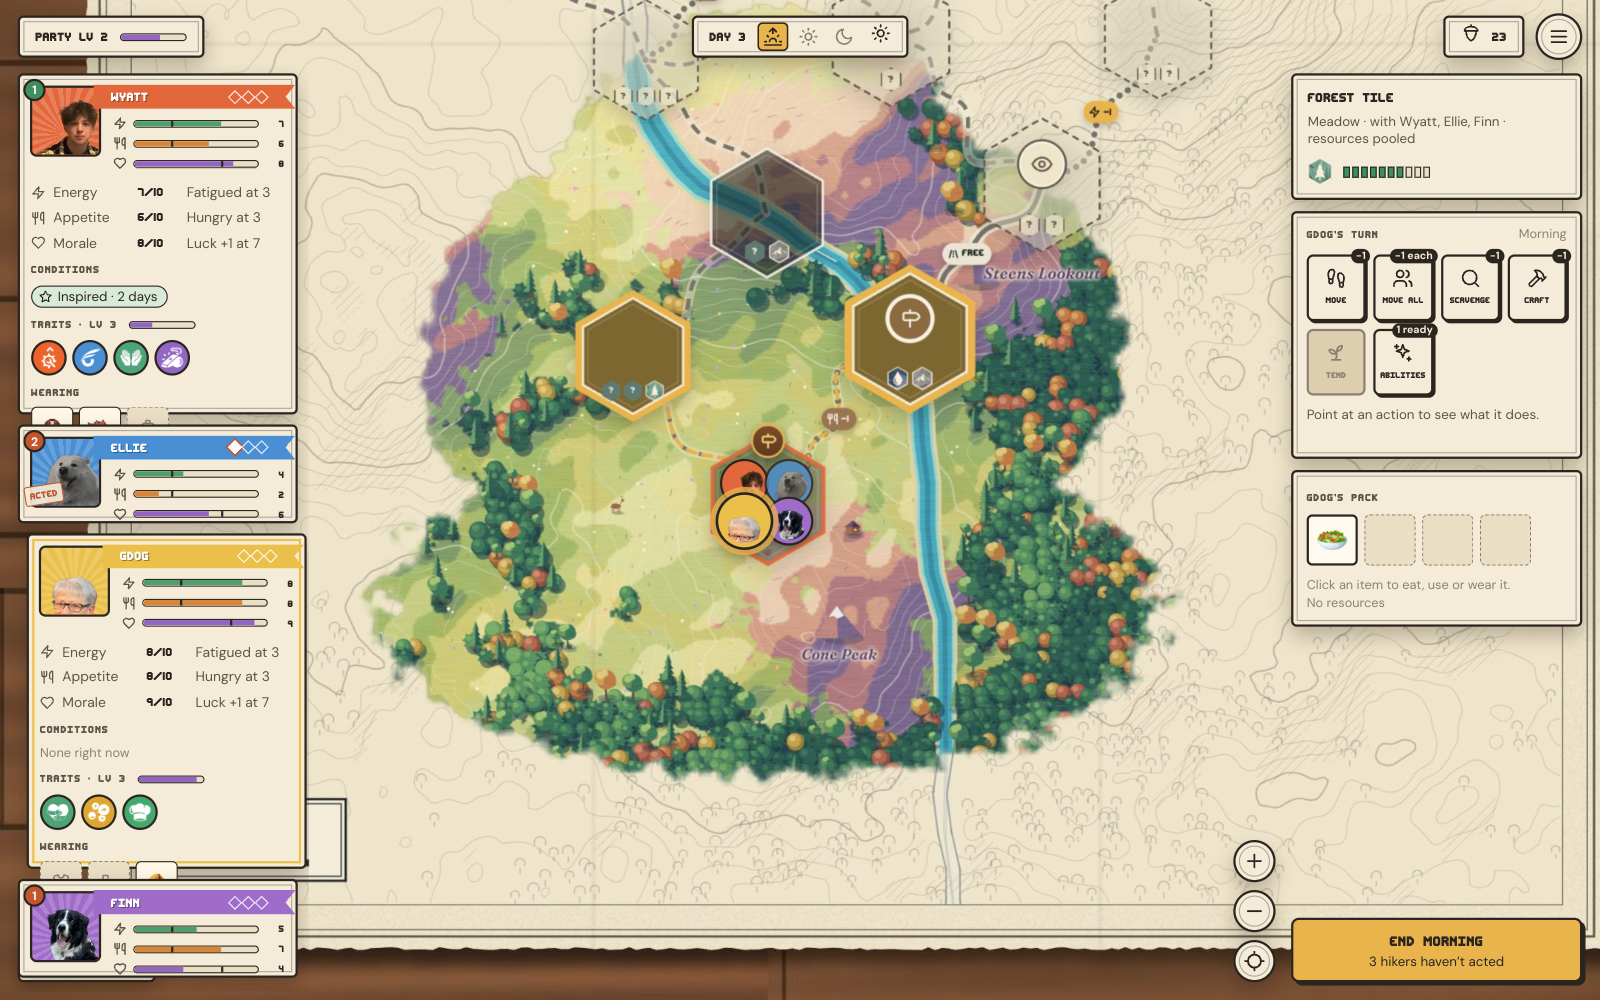 PARTY LV 2
DAY 3
23
1
WYATT
7
6
8
Energy 7/10 Fatigued at 3
Appetite 6/10 Hungry at 3
Morale 8/10 Luck +1 at 7
CONDITIONS
Inspired · 2 days
TRAITS · LV 3
WEARING
2
ELLIE
ACTED
4
2
6
GDOG
8
8
9
Energy 8/10 Fatigued at 3
Appetite 8/10 Hungry at 3
Morale 9/10 Luck +1 at 7
CONDITIONS
None right now
TRAITS · LV 3
WEARING
1
FINN
5
7
4
? ? ?
?
? ?
-1
? ?
?
FREE
Steens Lookout
? ?
-1
Cone Peak
FOREST TILE
Meadow · with Wyatt, Ellie, Finn ·
resources pooled
GDOG'S TURN
Morning
-1
MOVE
-1 each
MOVE ALL
-1
SCAVENGE
-1
CRAFT
TEND
1 ready
ABILITIES
Point at an action to see what it does.
GDOG'S PACK
Click an item to eat, use or wear it.
No resources
END MORNING
3 hikers haven't acted